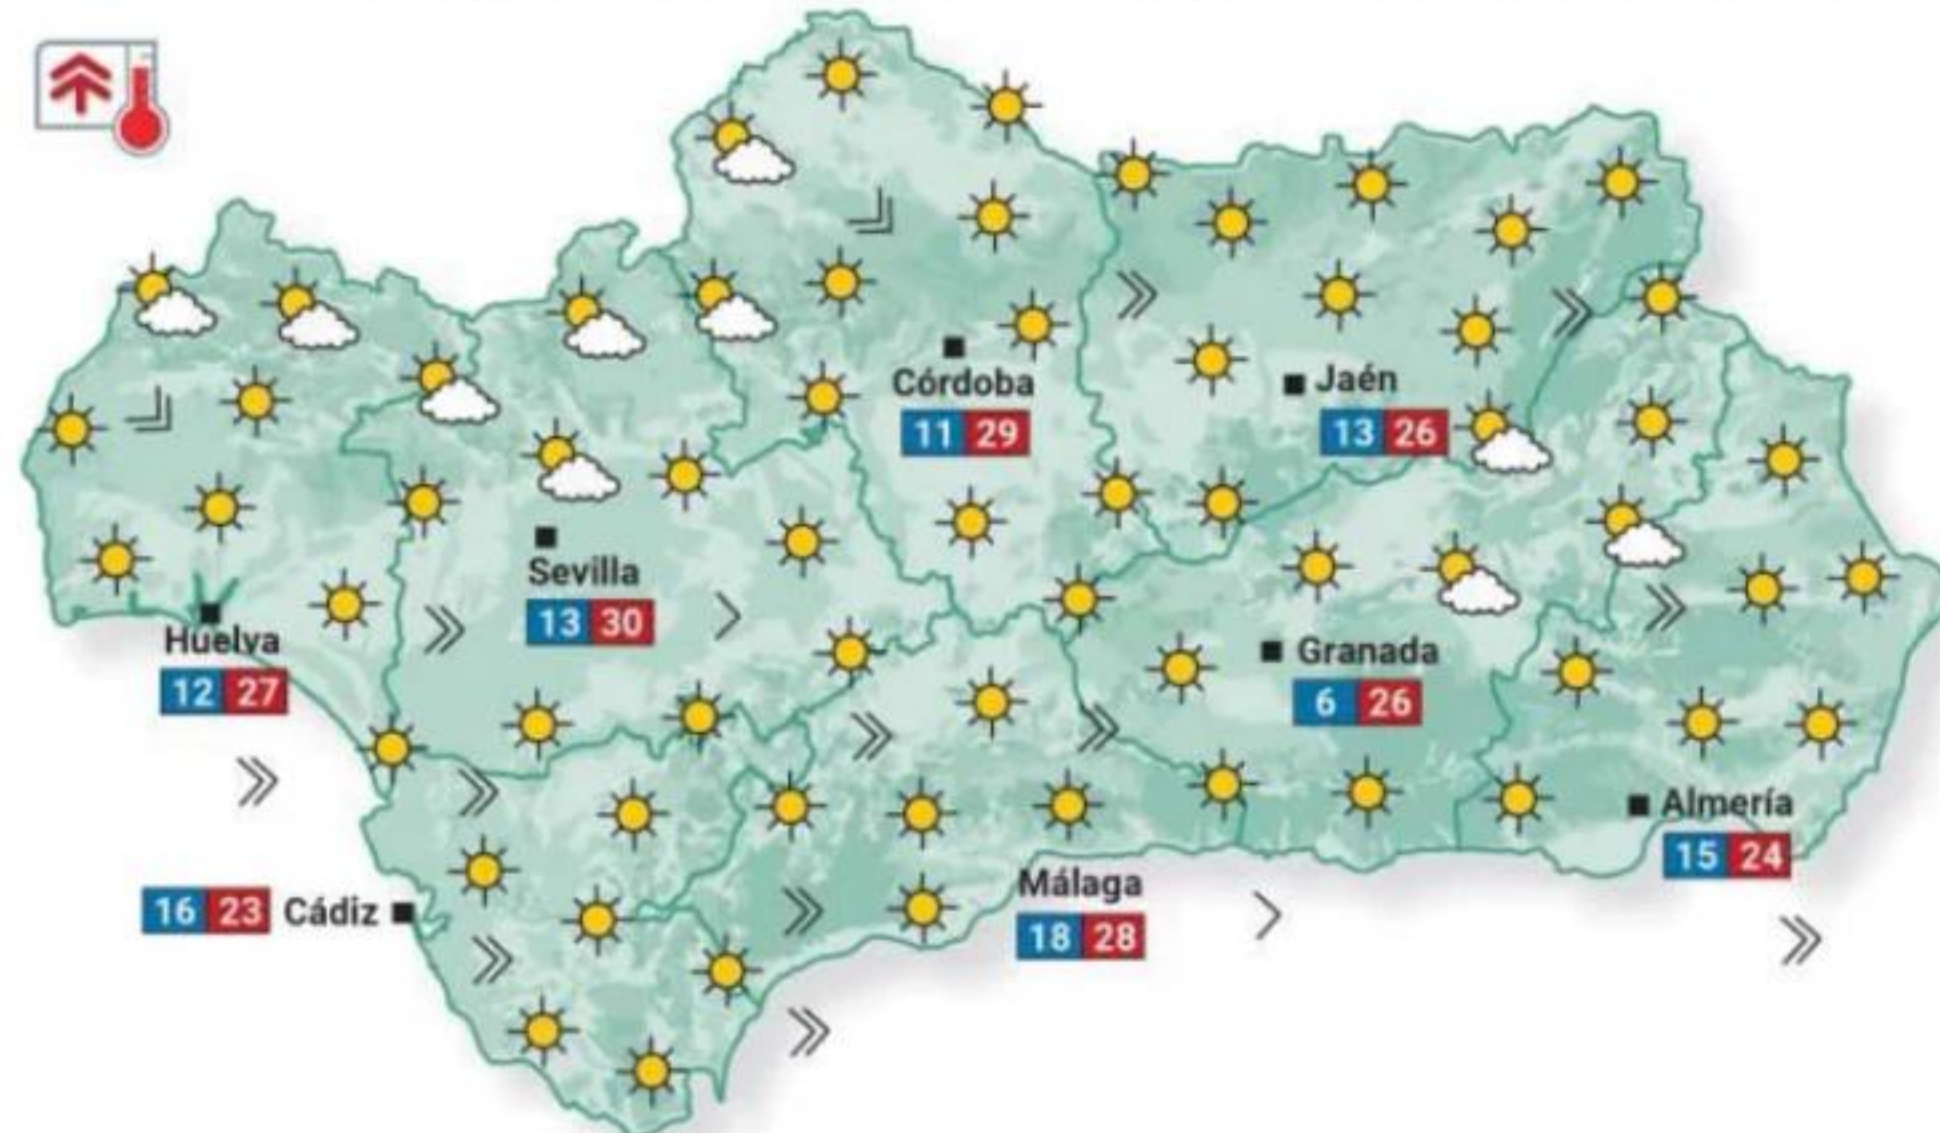 Córdoba
11 29
Jaén
13 26
Sevilla
13 30
Huelva
12 27
Granada
6 26
Almería
15 24
16 23 Cádiz
Málaga
18 28